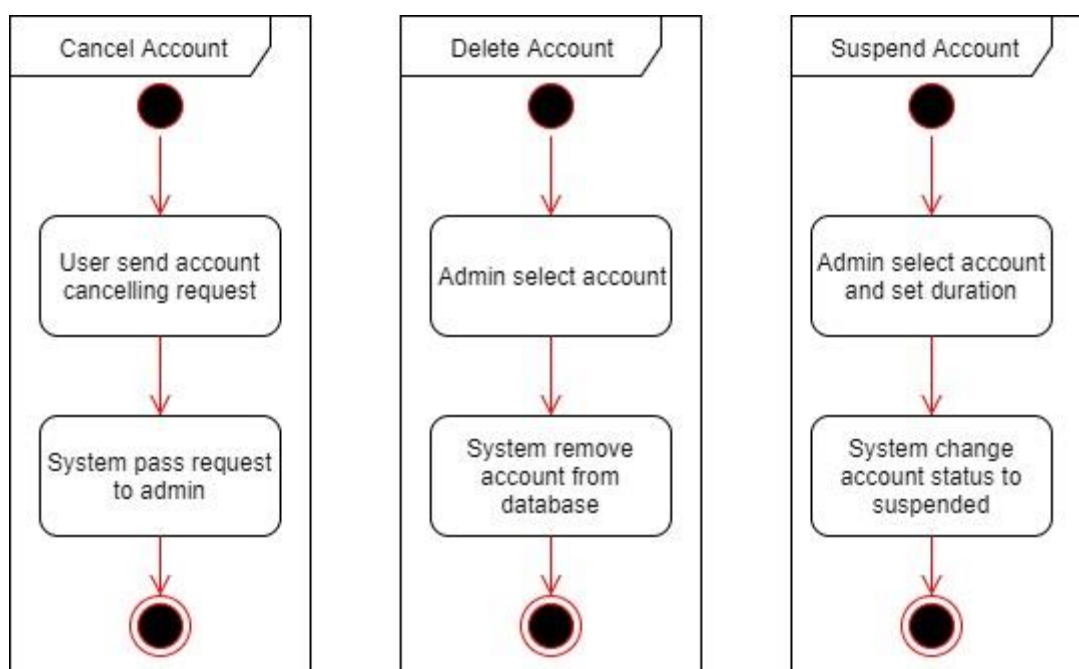 Cancel Account
User send account
cancelling request
System pass request
to admin
Delete Account
Admin select account
System remove
account from
database
Suspend Account
Admin select account
and set duration
System change
account status to
suspended